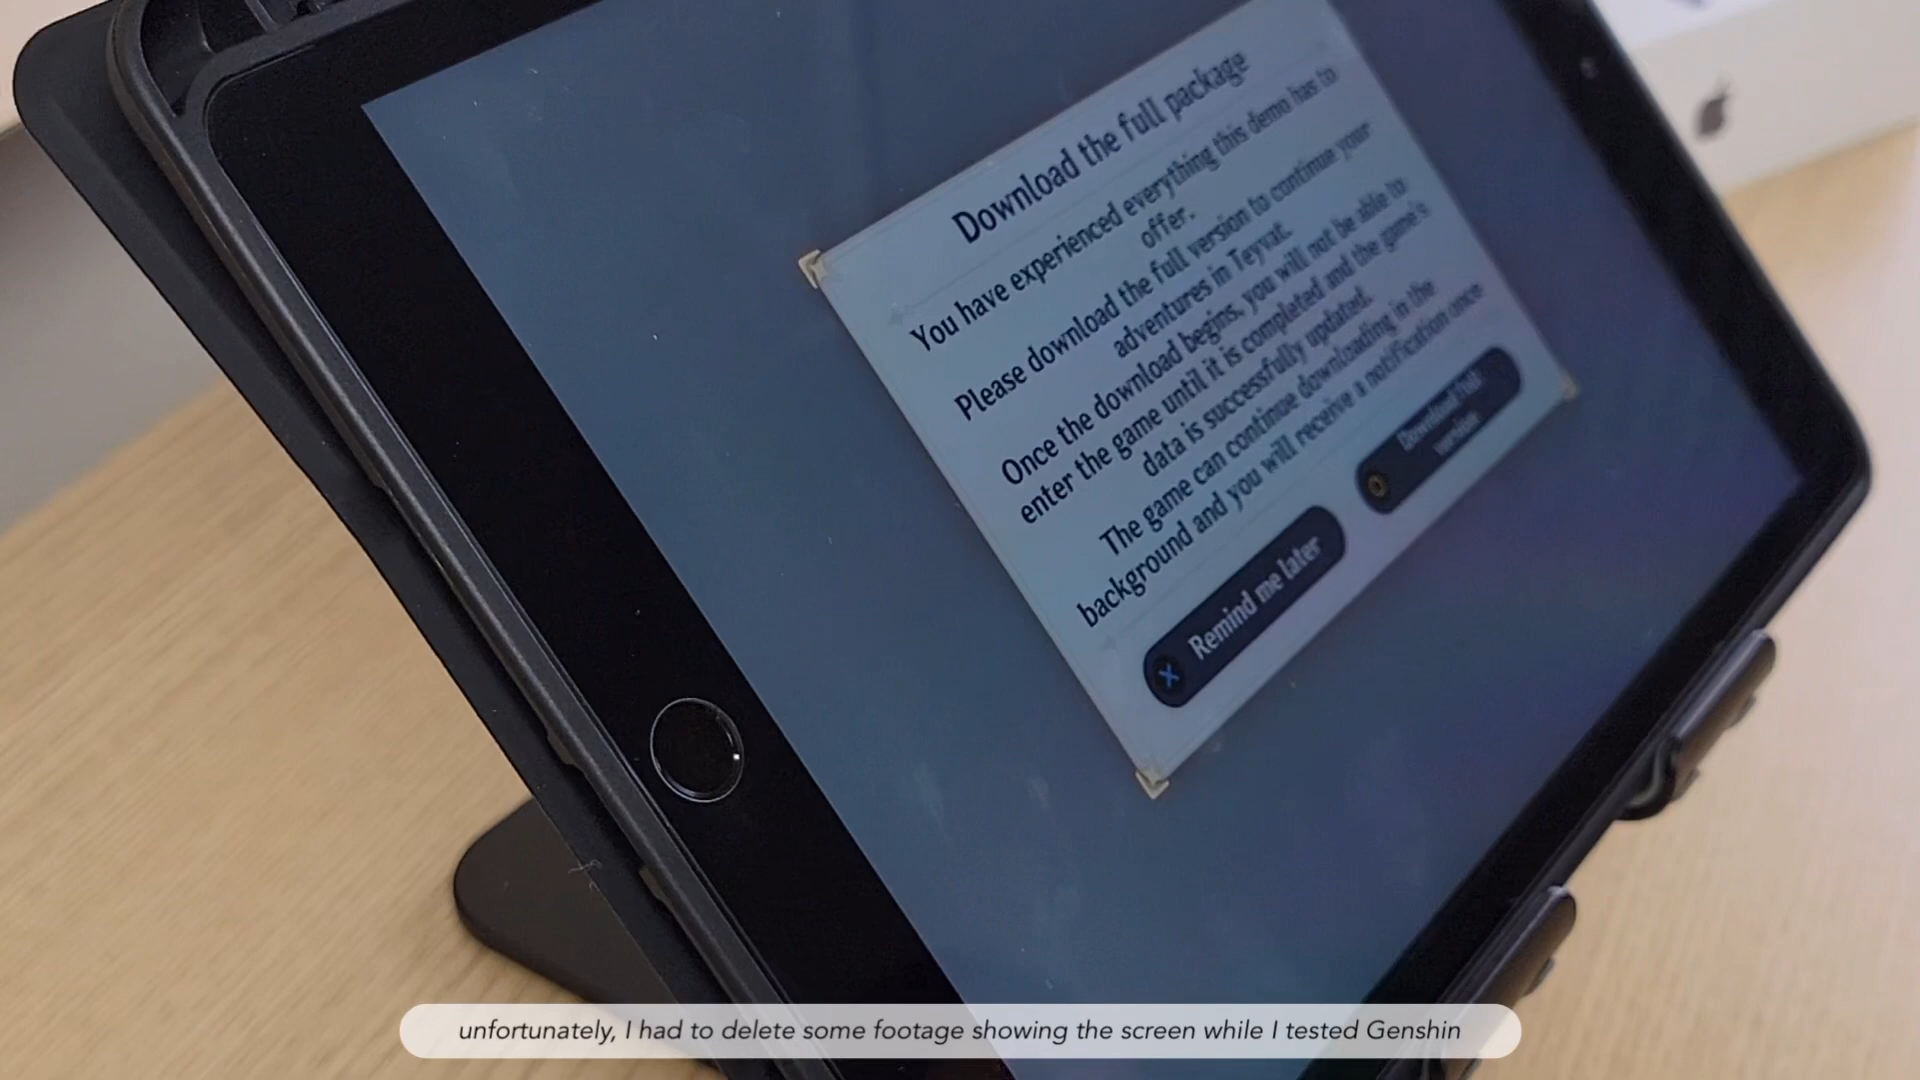 Download the full package
You have experienced everything this demo has to
offer.
Please download the full version to continue your
adventures in Teyvat.
Once the download begins, you will not be able to
enter the game until it is completed and the game's
data is successfully updated.
The game can continue downloading in the
background and you will receive a notification once
Remind me later
Download full
version
unfortunately, I had to delete some footage showing the screen while I tested Genshin